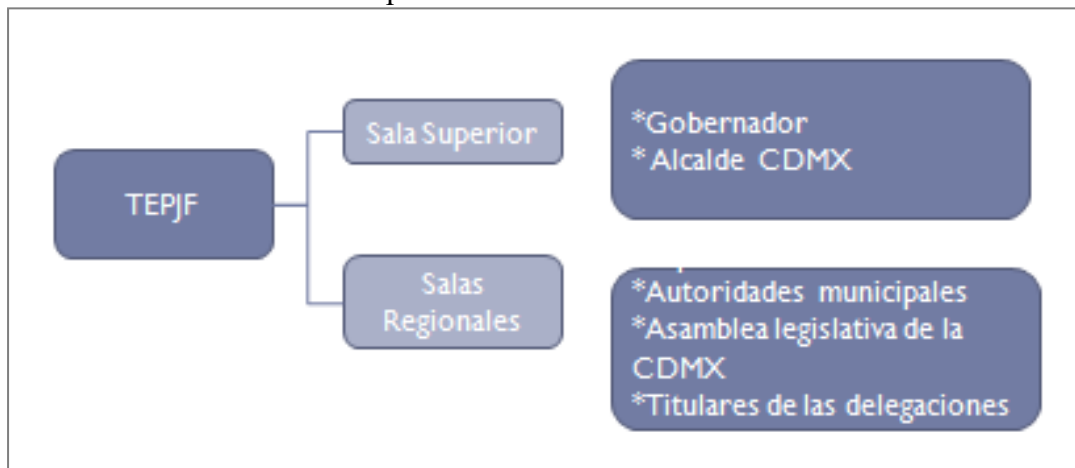 TEPJF
Sala Superior
*Gobernador
* Alcalde CDMX
Salas
Regionales
*Autoridades municipales
*Asamblea legislativa de la
CDMX
*Titulares de las delegaciones